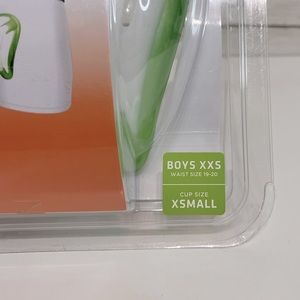 BOYS XXS
WAIST SIZE 19-20
CUP SIZE
XSMALL